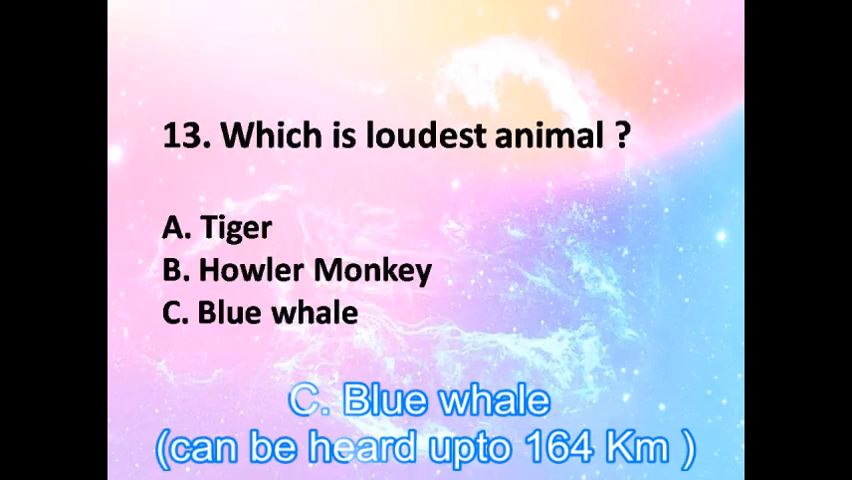 13. Which is loudest animal ?
A. Tiger
B. Howler Monkey
C. Blue whale
C. Blue whale
(can be heard upto 164 Km )